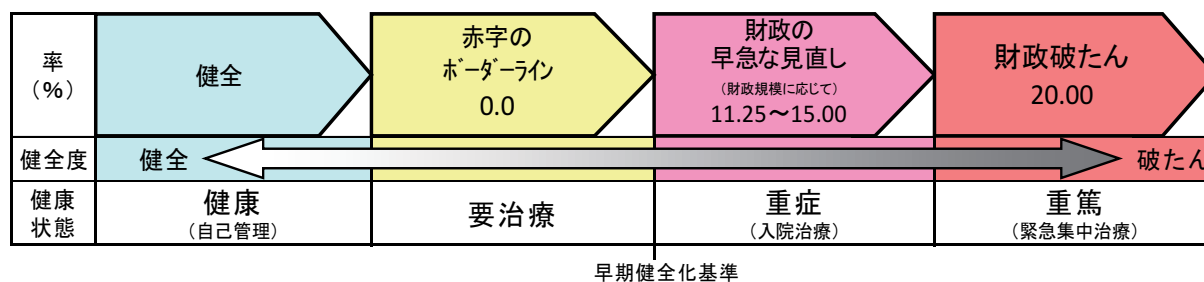 率
(%)
健全
赤字の
ﾎﾞｰﾀﾞｰﾗｲﾝ
0.0
財政の
早急な見直し
(財政規模に応じて)
11.25～15.00
財政破たん
20.00
健全度
健全
破たん
健康
状態
健康
(自己管理)
要治療
重症
(入院治療)
重篤
(緊急集中治療)
早期健全化基準